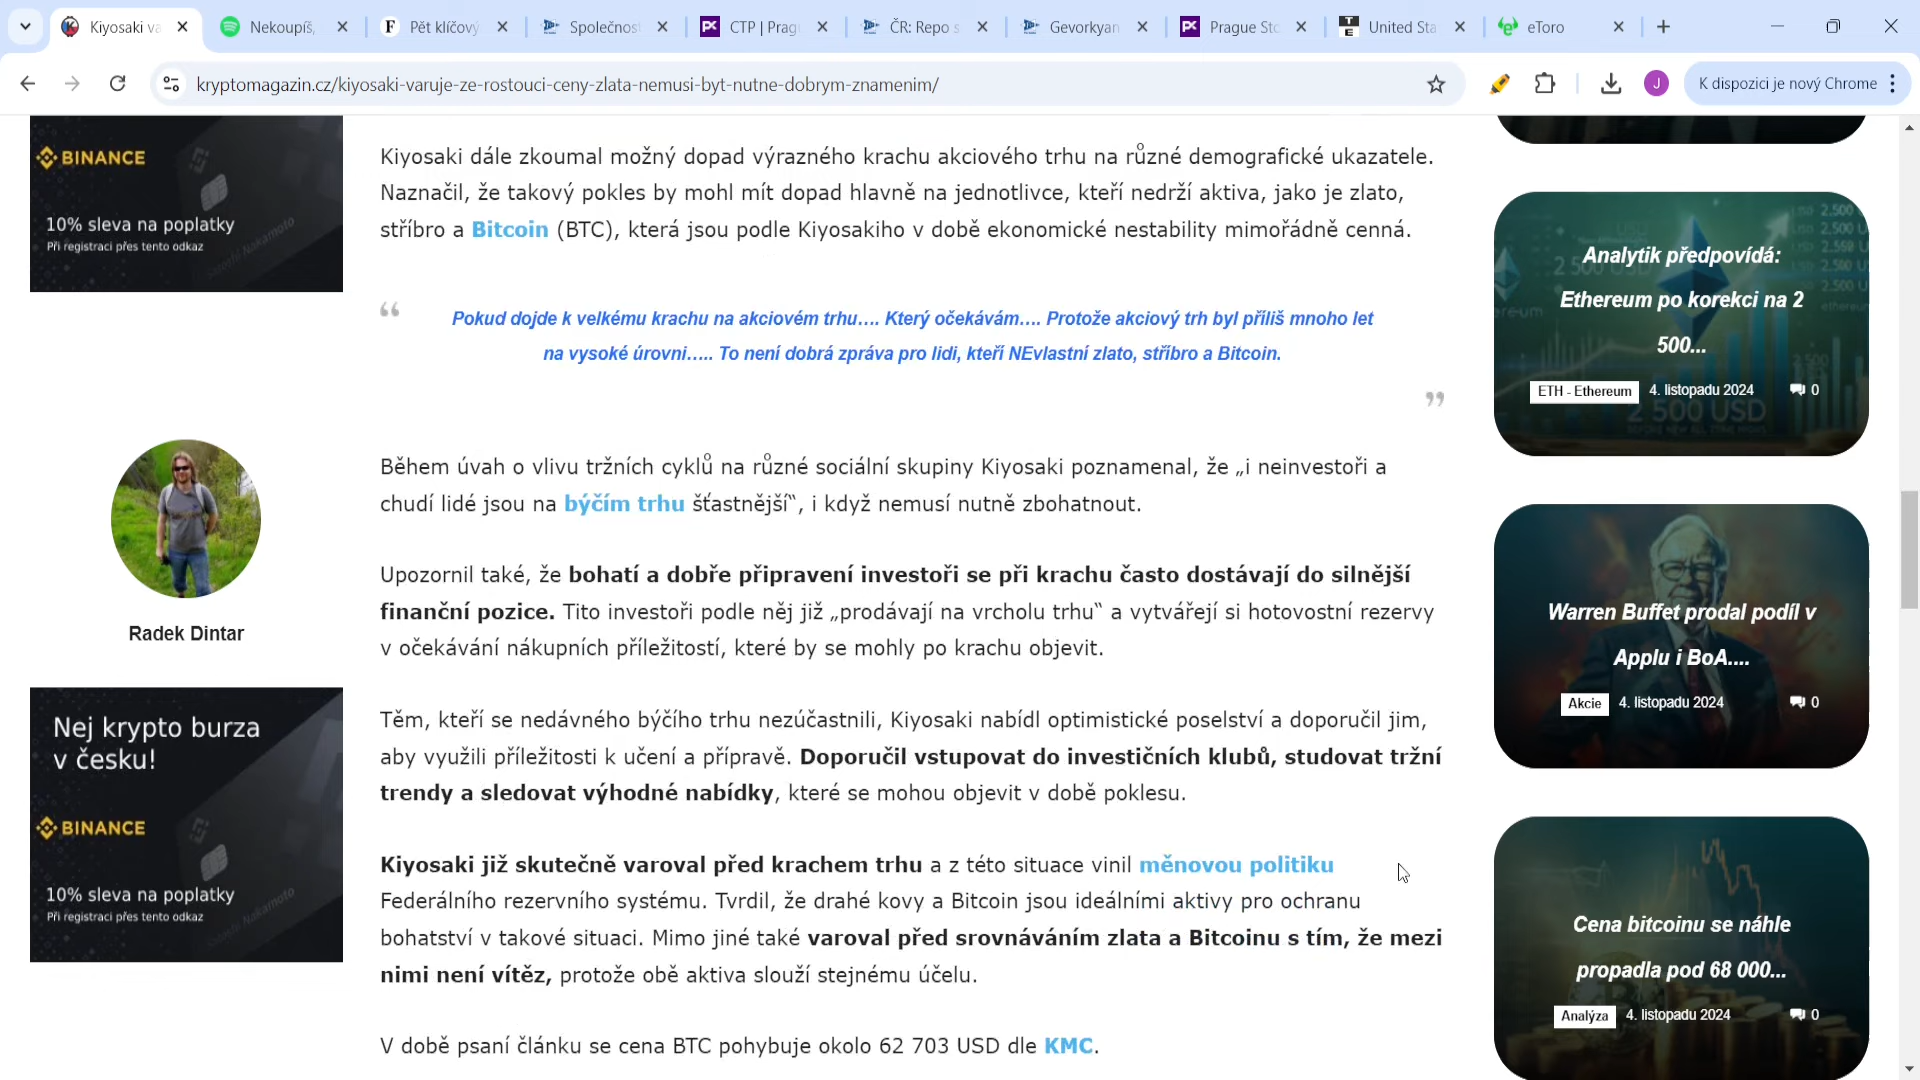 Kiyosaki va
Nekoupíš,
Pět klíčový
Společnost
CTP | Prag
ČR: Repo s
Gevorkyan
Prague Sto
United Sta
eToro
kryptomagazin.cz/kiyosaki-varuje-ze-rostouci-ceny-zlata-nemusi-byt-nutne-dobrym-znamenim/
J
K dispozici je nový Chrome
BINANCE
10% sleva na poplatky
Při registraci přes tento odkaz
Satoshi Nakamoto
Radek Dintar
Nej krypto burza
v česku!
BINANCE
10% sleva na poplatky
Při registraci přes tento odkaz
Satoshi Nakamoto
Kiyosaki dále zkoumal možný dopad výrazného krachu akciového trhu na různé demografické ukazatele.
Naznačil, že takový pokles by mohl mít dopad hlavně na jednotlivce, kteří nedrží aktiva, jako je zlato,
stříbro a Bitcoin (BTC), která jsou podle Kiyosakiho v době ekonomické nestability mimořádně cenná.
“
Pokud dojde k velkému krachu na akciovém trhu…. Který očekávám…. Protože akciový trh byl příliš mnoho let
na vysoké úrovni….. To není dobrá zpráva pro lidi, kteří NEvlastní zlato, stříbro a Bitcoin.
”
Během úvah o vlivu tržních cyklů na různé sociální skupiny Kiyosaki poznamenal, že „i neinvestoři a
chudí lidé jsou na býčím trhu šťastnější“, i když nemusí nutně zbohatnout.
Upozornil také, že bohatí a dobře připravení investoři se při krachu často dostávají do silnější
finanční pozice. Tito investoři podle něj již „prodávají na vrcholu trhu“ a vytvářejí si hotovostní rezervy
v očekávání nákupních příležitostí, které by se mohly po krachu objevit.
Těm, kteří se nedávného býčího trhu nezúčastnili, Kiyosaki nabídl optimistické poselství a doporučil jim,
aby využili příležitosti k učení a přípravě. Doporučil vstupovat do investičních klubů, studovat tržní
trendy a sledovat výhodné nabídky, které se mohou objevit v době poklesu.
Kiyosaki již skutečně varoval před krachem trhu a z této situace vinil měnovou politiku
Federálního rezervního systému. Tvrdil, že drahé kovy a Bitcoin jsou ideálními aktivy pro ochranu
bohatství v takové situaci. Mimo jiné také varoval před srovnáváním zlata a Bitcoinu s tím, že mezi
nimi není vítěz, protože obě aktiva slouží stejnému účelu.
V době psaní článku se cena BTC pohybuje okolo 62 703 USD dle KMC.
Analytik předpovídá:
Ethereum po korekci na 2
500...
ETH - Ethereum 4. listopadu 2024 0
2 500 USD
Warren Buffet prodal podíl v
Applu i BoA....
Akcie 4. listopadu 2024 0
Cena bitcoinu se náhle
propadla pod 68 000...
Analýza 4. listopadu 2024 0